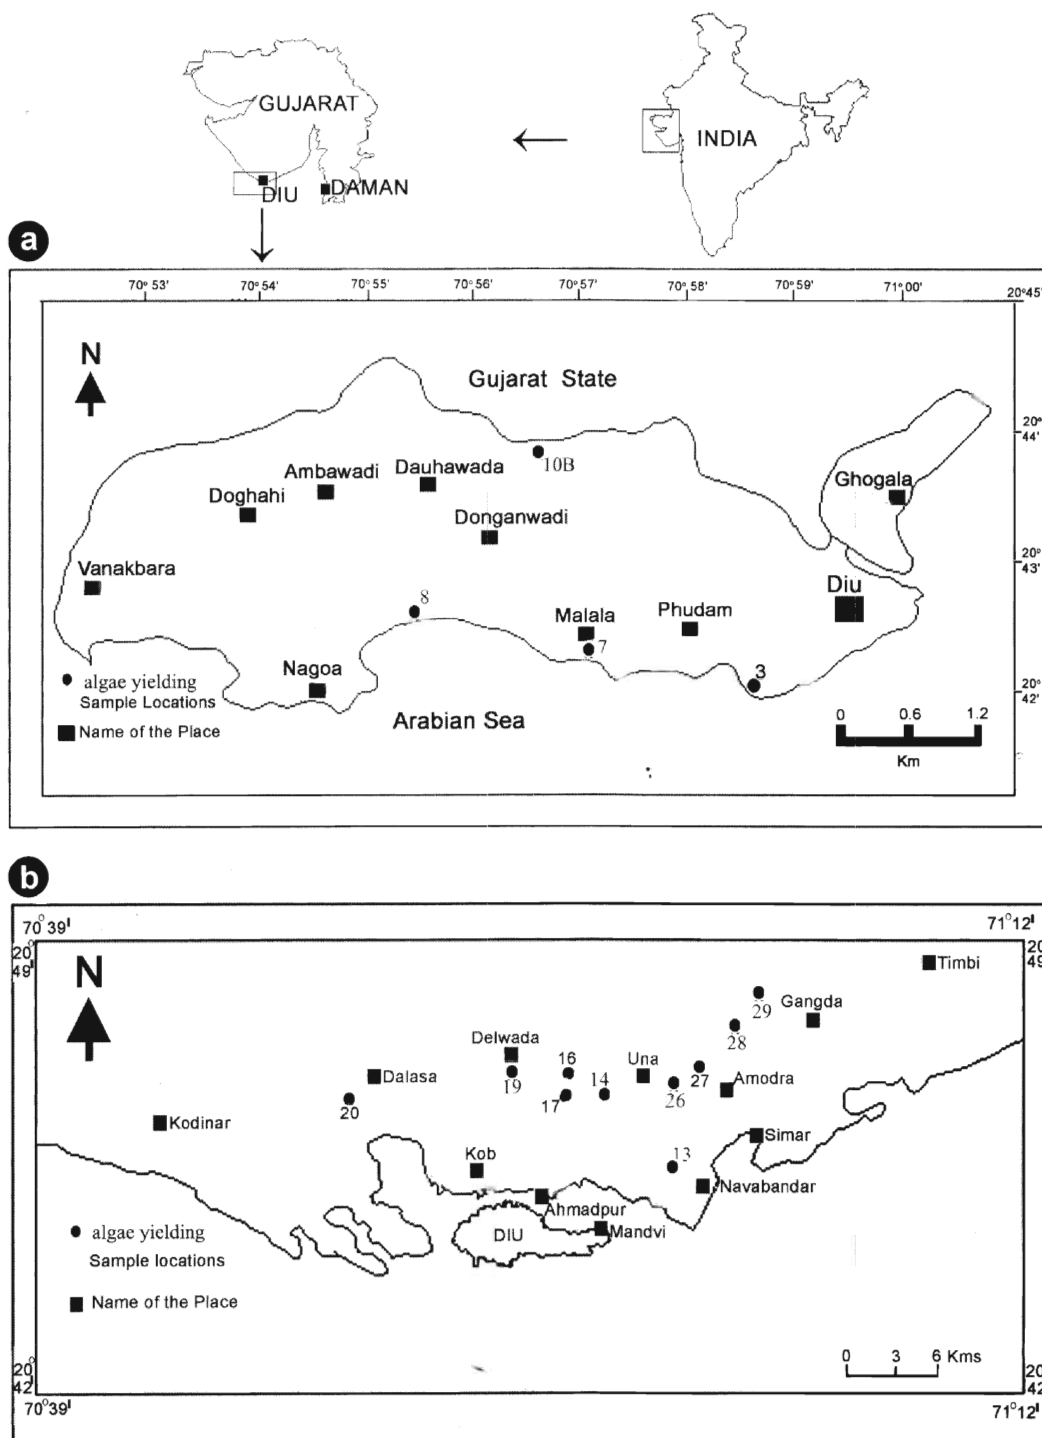 GUJARAT
INDIA
DIU
DAMAN
a
70°53'
70°54'
70°55'
70°56'
70°57'
70°58'
70°59'
71°00'
20°45'
N
Gujarat State
20°
44'
10B
Ambawadi
Dauhawada
Ghogala
Doghahi
Donganwadi
20°
43'
Vanakbara
8
Diu
Malala
Phudam
7
3
Nagoa
20°
42'
algae yielding
Sample Locations
Arabian Sea
Name of the Place
0 0.6 1.2
Km
b
70°39'
71°12'
20°
49'
20
49
N
Timbi
29
Gangda
28
Delwada
16
Una
Dalasa
19
14
27
Amodra
20
17
26
Kodinar
Simar
Kob
13
Navabandar
Ahmadpur
algae yielding
Sample locations
DIU
Mandvi
Name of the Place
0 3 6 Kms
20°
42'
20
42
70°39'
71°12'